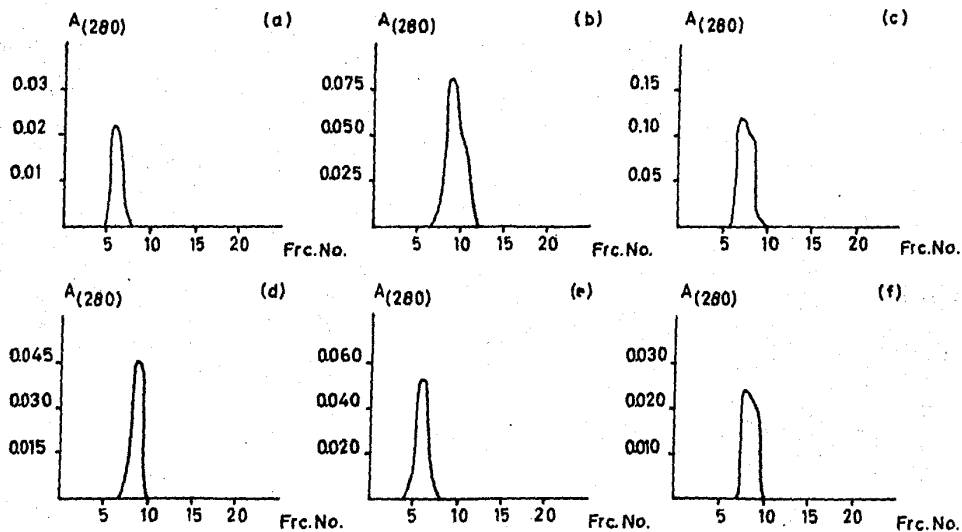 A(280) (a)
0.03
0.02
0.01
5 10 15 20 Frc.No.
A(280) (b)
0.075
0.050
0.025
5 10 15 20 Frc.No.
A(280) (c)
0.15
0.10
0.05
5 10 15 20 Frc.No.
A(280) (d)
0.045
0.030
0.015
5 10 15 20 Frc.No.
A(280) (e)
0.060
0.040
0.020
5 10 15 20 Frc.No.
A(280) (f)
0.030
0.020
0.010
5 10 15 20 Frc.No.